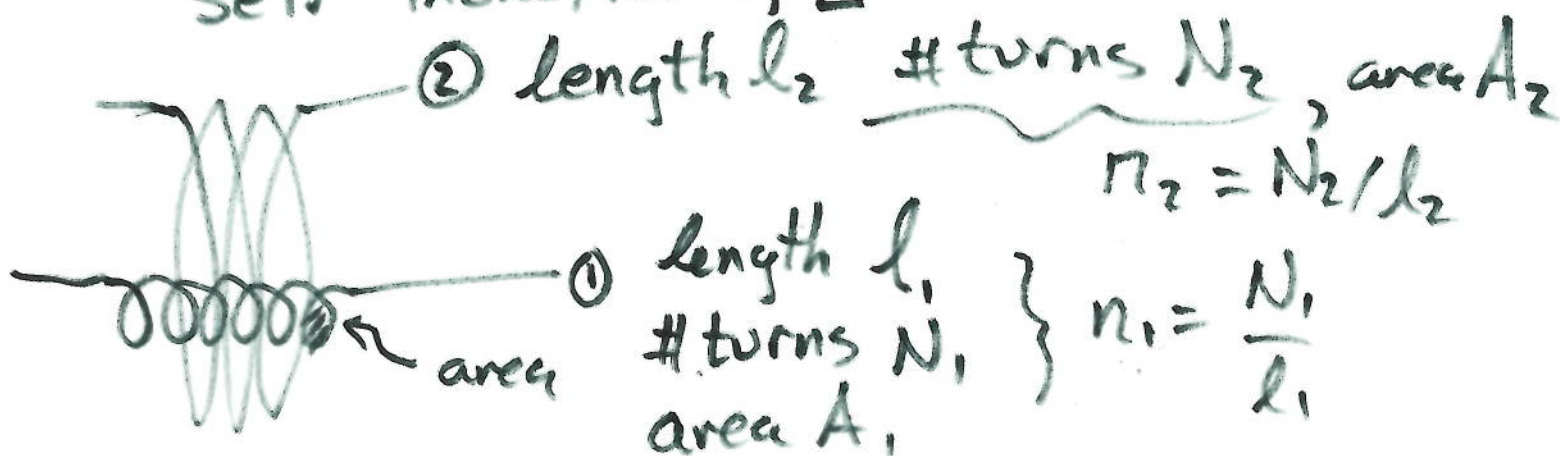 ② length l₂ # turns N₂, area A₂
n₂ = N₂/l₂
① length l₁
# turns N₁ } n₁ = N₁/l₁
area A₁
area